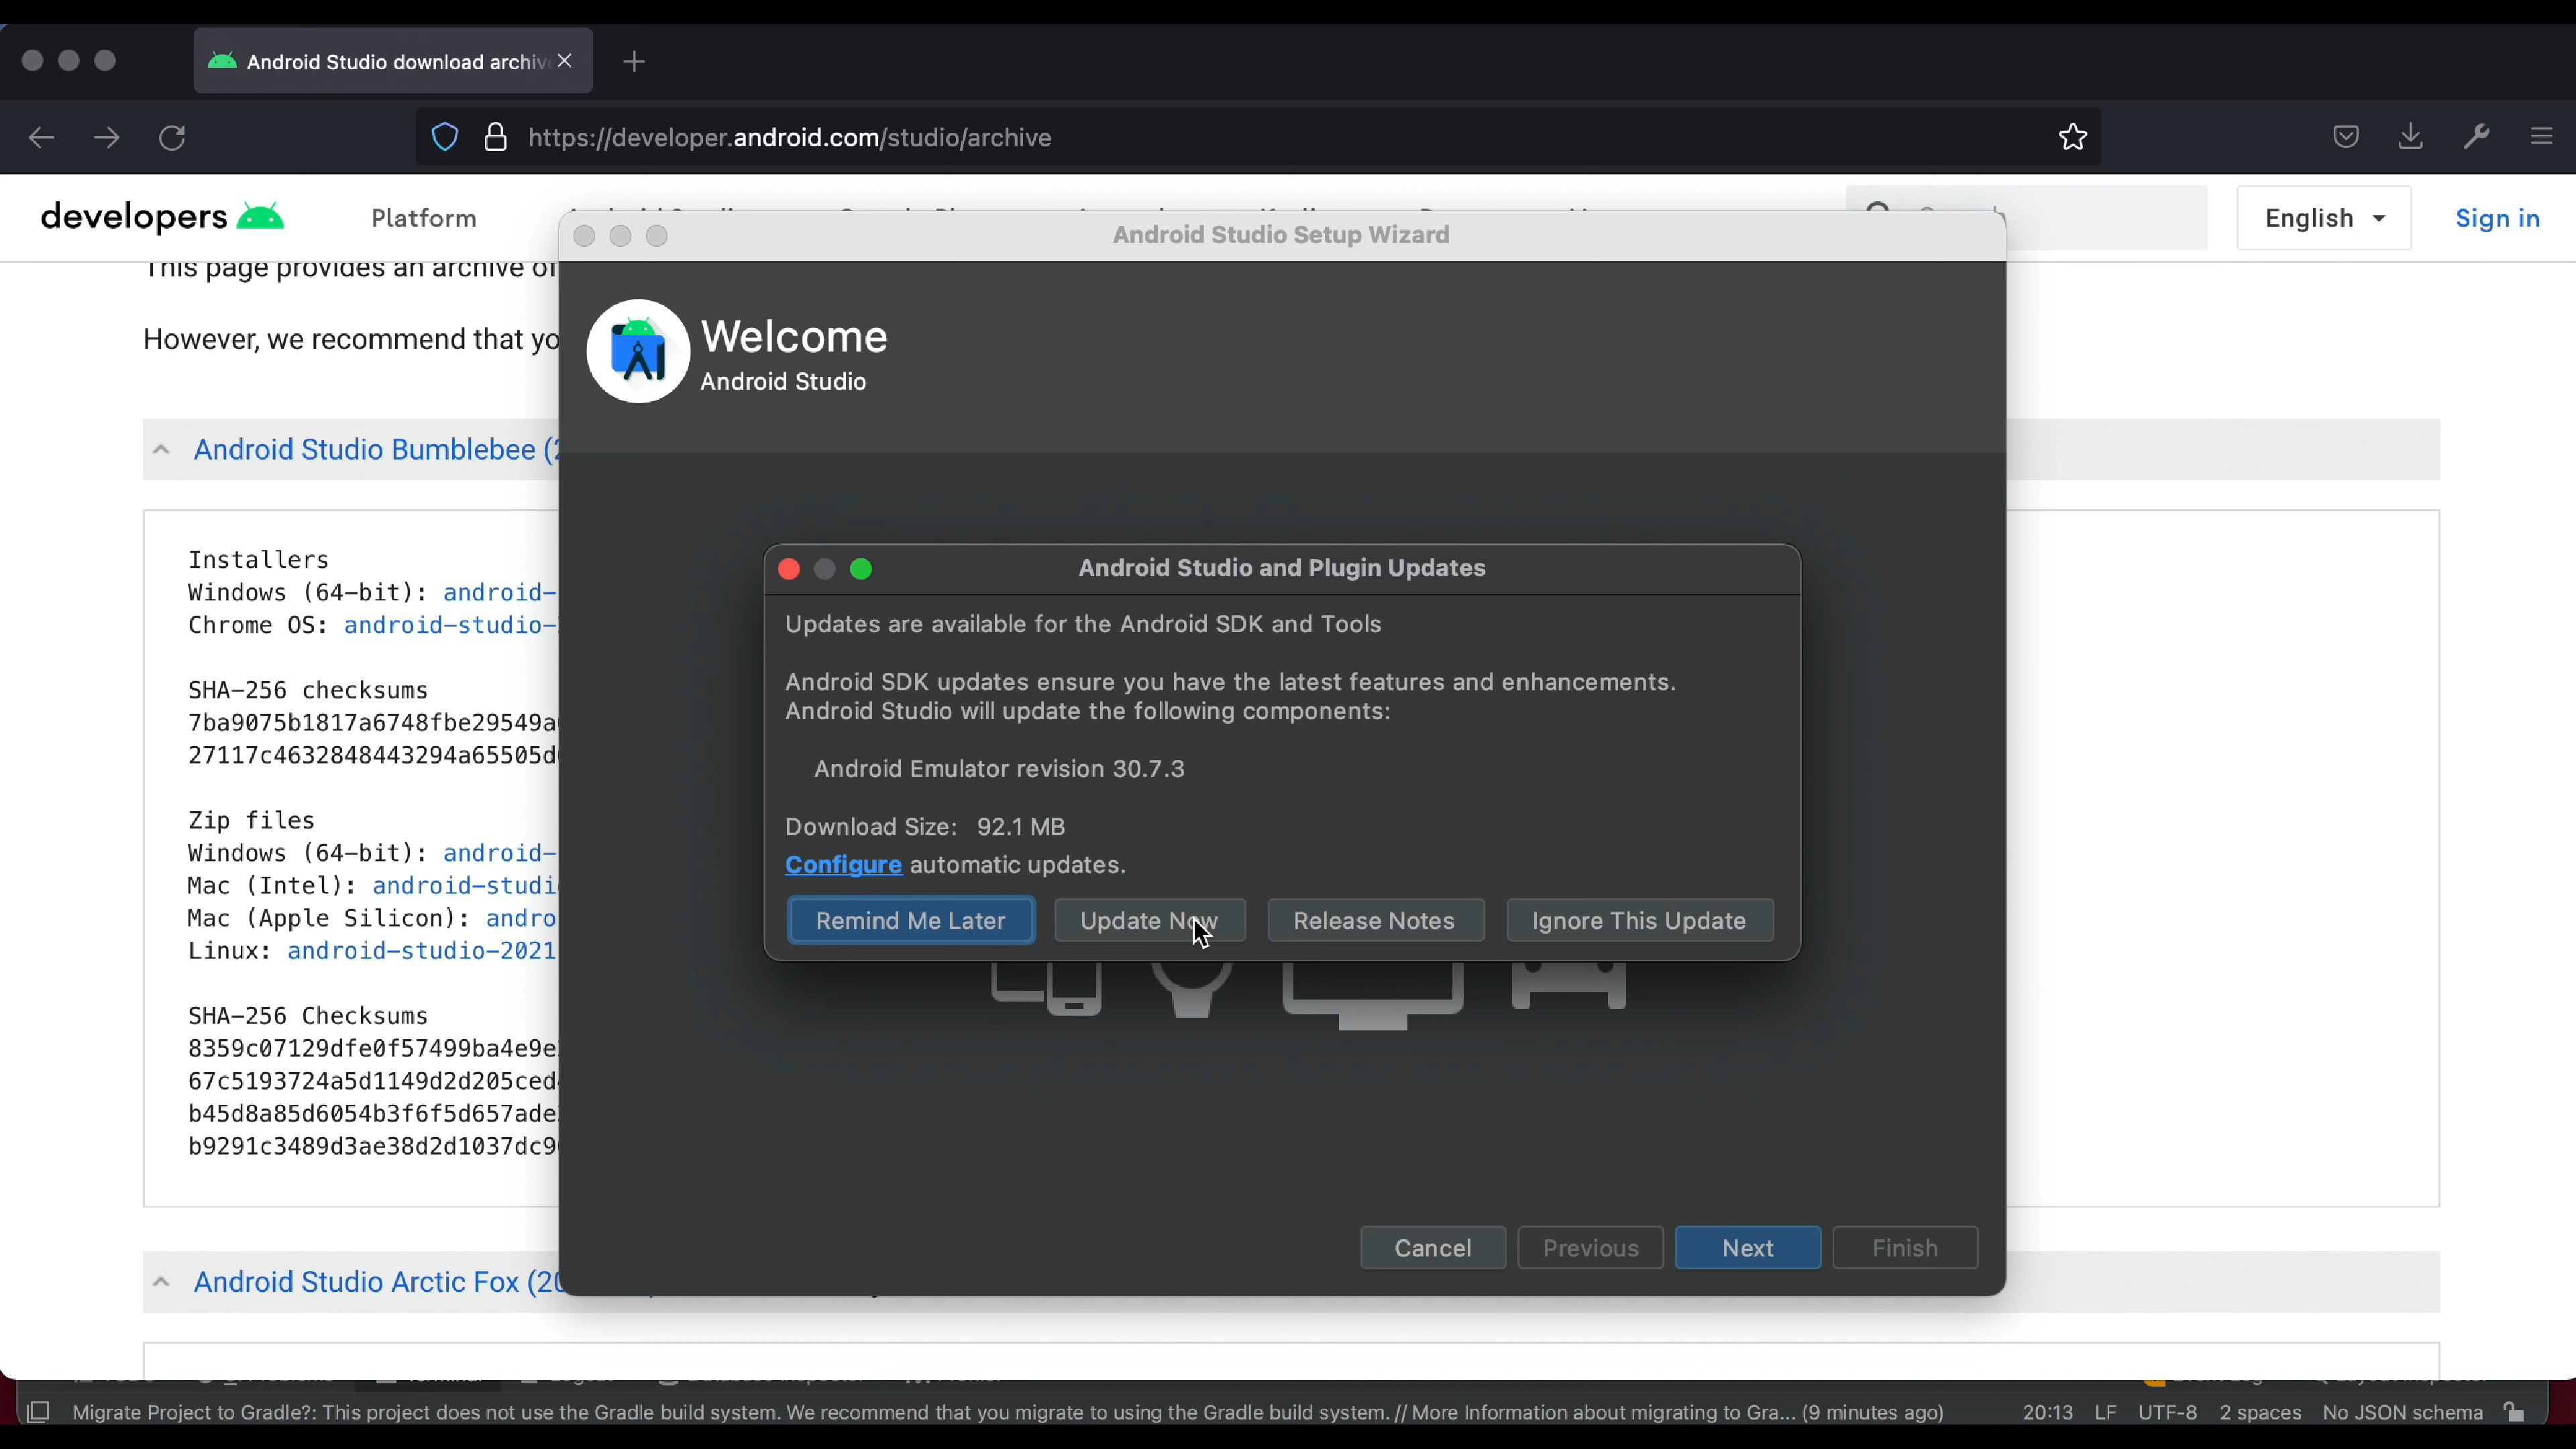 Android Studio download archive
https://developer.android.com/studio/archive
developers
Platform
English
Sign in
This page provides an archive of
However, we recommend that yo
Android Studio Bumblebee (2
Installers
Windows (64-bit): android-
Chrome OS: android-studio-
SHA-256 checksums
7ba9075b1817a6748fbe29549a
27117c4632848443294a65505d
Zip files
Windows (64-bit): android-
Mac (Intel): android-studi
Mac (Apple Silicon): andro
Linux: android-studio-2021
SHA-256 Checksums
8359c07129dfe0f57499ba4e9e
67c5193724a5d1149d2d205ced
b45d8a85d6054b3f6f5d657ade
b9291c3489d3ae38d2d1037dc9
Android Studio Arctic Fox (20
Android Studio Setup Wizard
Welcome
Android Studio
Android Studio and Plugin Updates
Updates are available for the Android SDK and Tools
Android SDK updates ensure you have the latest features and enhancements.
Android Studio will update the following components:
Android Emulator revision 30.7.3
Download Size: 92.1 MB
Configure automatic updates.
Remind Me Later Update Now Release Notes Ignore This Update
Cancel Previous Next Finish
Migrate Project to Gradle?: This project does not use the Gradle build system. We recommend that you migrate to using the Gradle build system. // More Information about migrating to Gra... (9 minutes ago) 20:13 LF UTF-8 2 spaces No JSON schema